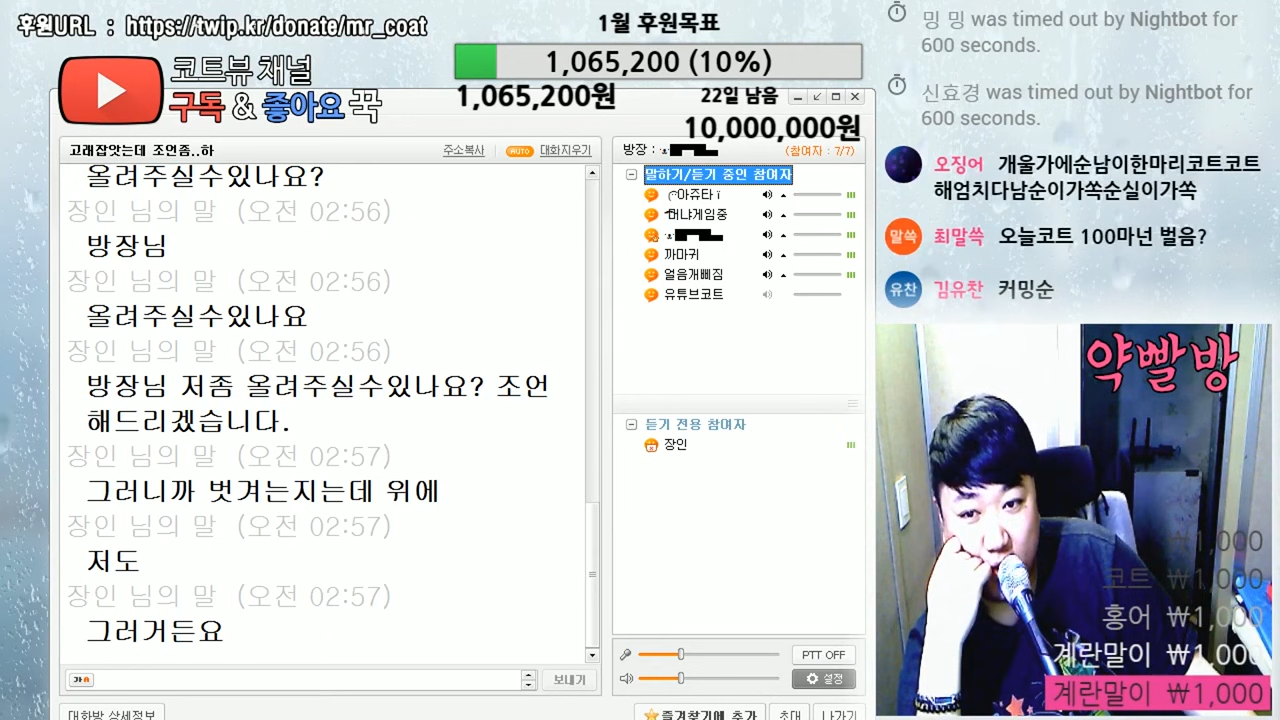 후원URL : https://twip.kr/donate/mr_coat
코트뷰 채널
구독 & 좋아요 꾹
1월 후원목표
1,065,200 (10%)
1,065,200원
22일 남음
10,000,000원
고래잡앗는데 조언좀..하
주소복사
AUTO
대화지우기
올려주실수있나요?
장인 님의 말 (오전 02:56)
방장님
장인 님의 말 (오전 02:56)
올려주실수있나요
장인 님의 말 (오전 02:56)
방장님 저좀 올려주실수있나요? 조언
해드리겠습니다.
장인 님의 말 (오전 02:57)
그러니까 벗겨는지는데 위에
장인 님의 말 (오전 02:57)
저도
장인 님의 말 (오전 02:57)
그러거든요
가
보내기
대화방 상세정보
방장 :
(참여자 : 7/7)
말하기/듣기 중인 참여자
까마귀
얼음개삐짐
유튜브코트
듣기 전용 참여자
장인
PTT OFF
설정
즐겨찾기에 추가
초대
나가기
밍 밍 was timed out by Nightbot for
600 seconds.
신효경 was timed out by Nightbot for
600 seconds.
오징어 개울가에순남이한마리코트코트
해엄치다남순이가쏙순실이가쏙
말쑥
최말쑥 오늘코트 100마넌 벌음?
유찬
김유찬 커밍순
약빨방
₩1,000
코트 ₩1,000
홍어 ₩1,000
계란말이 ₩1,000
계란말이 ₩1,000